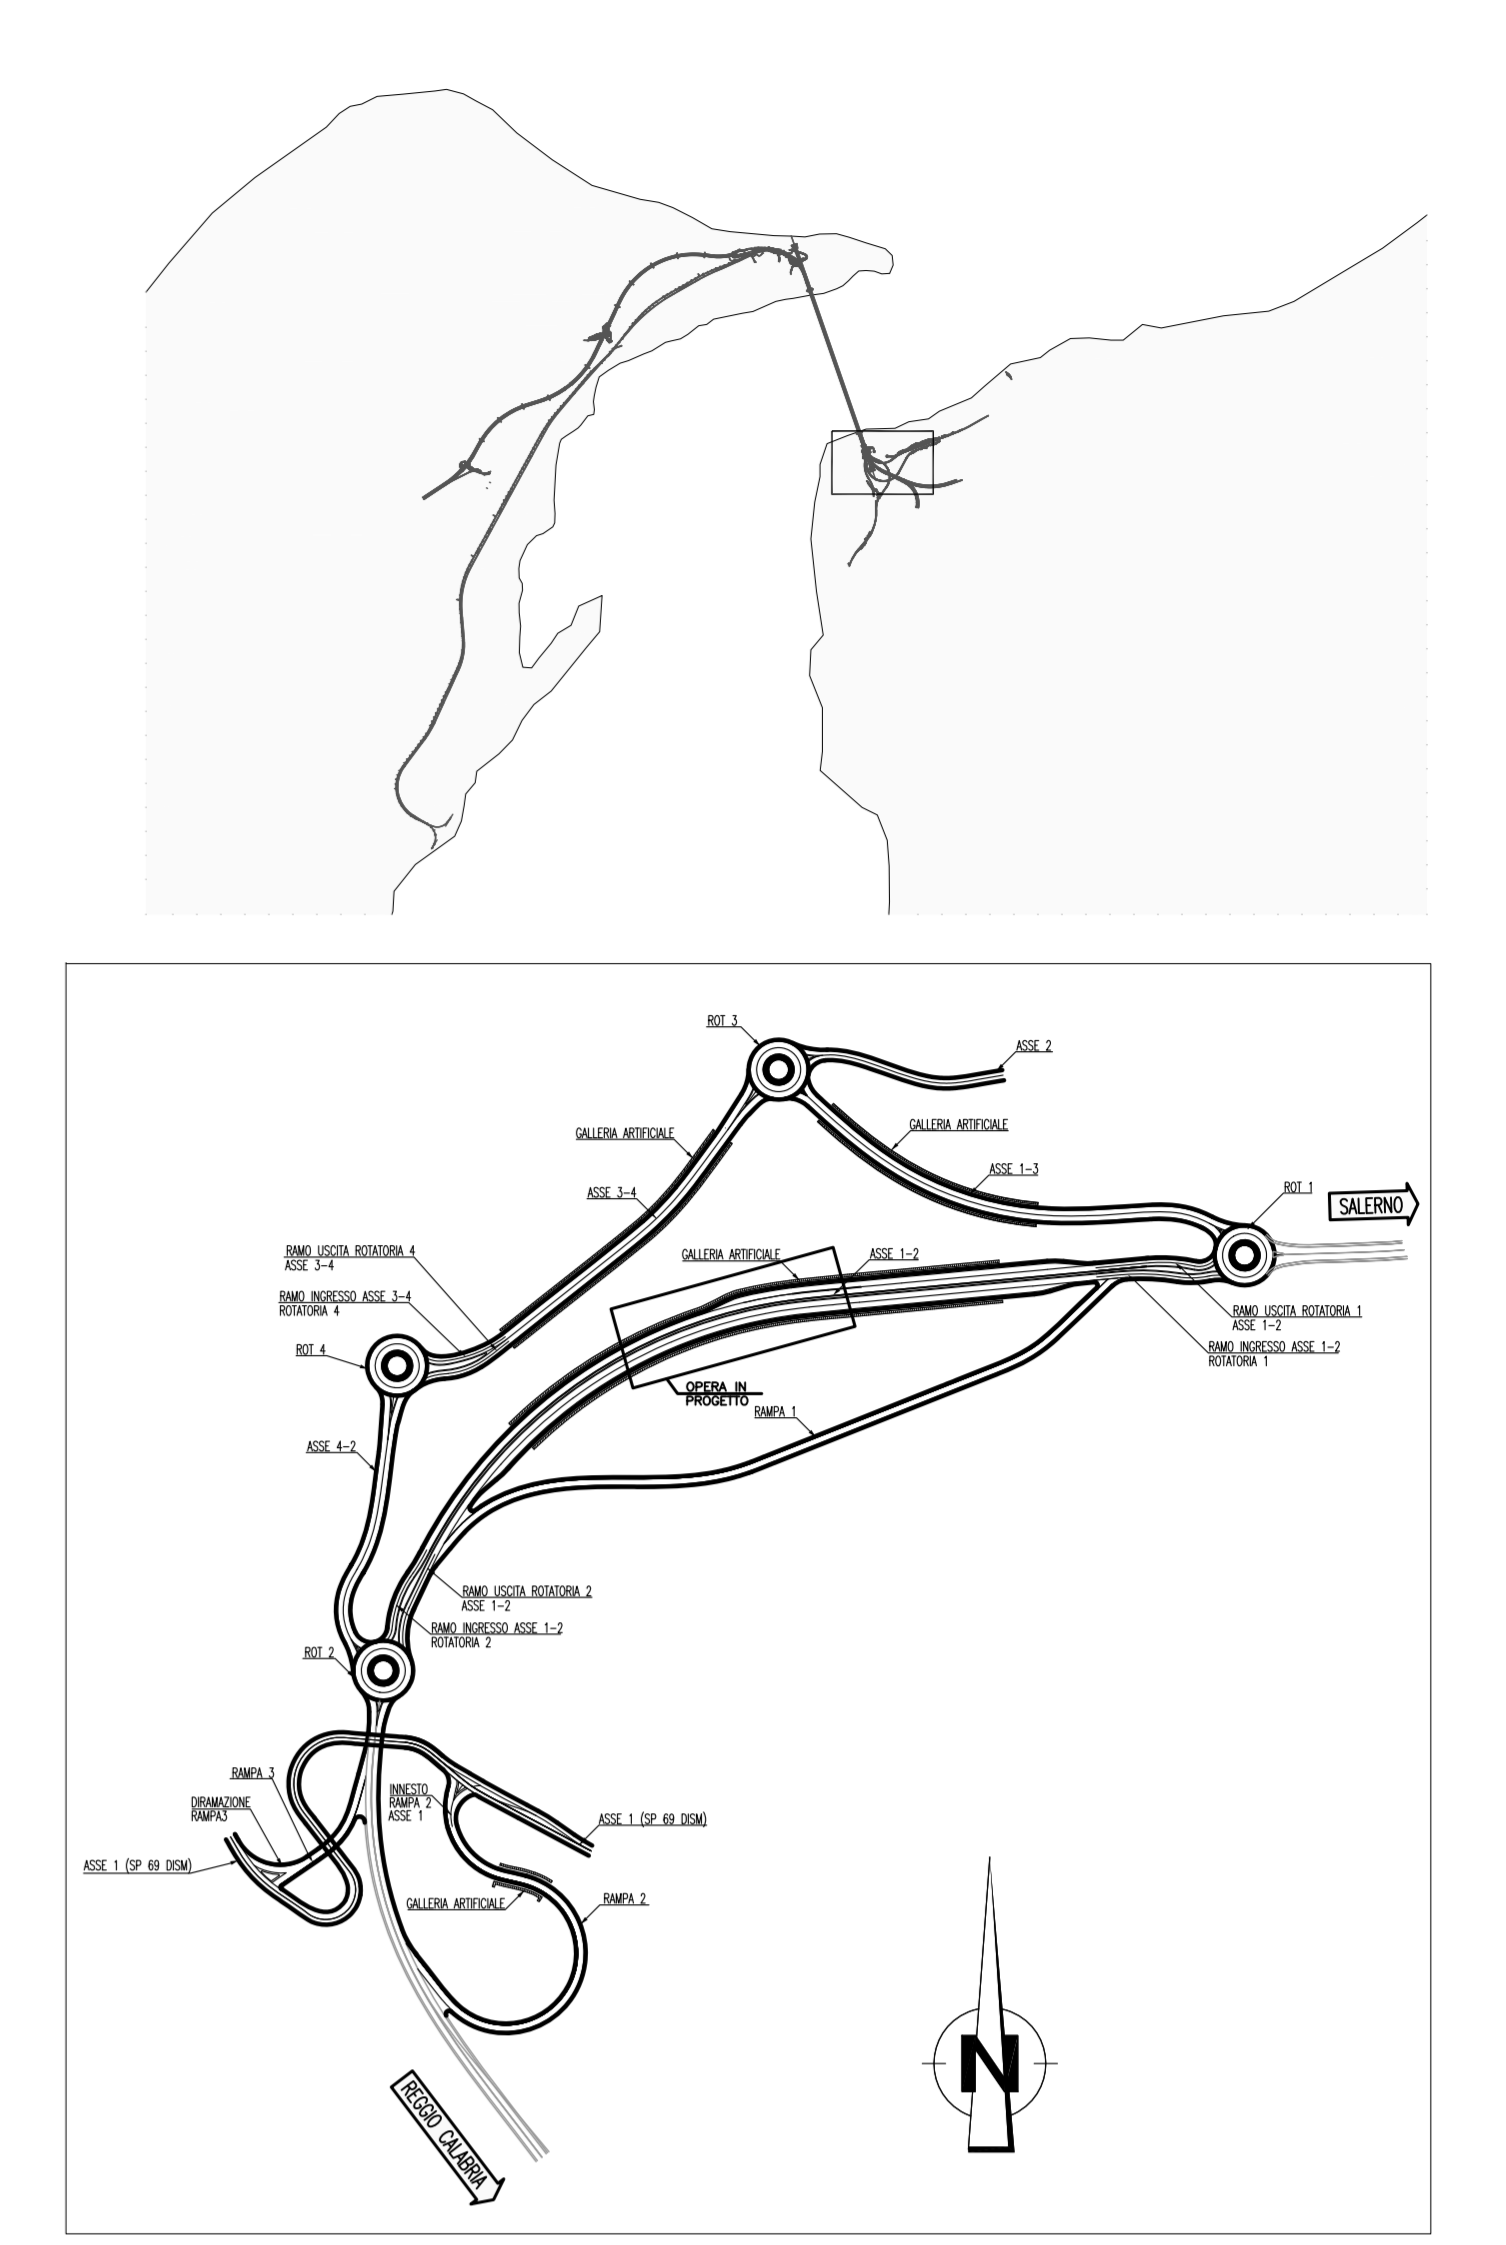 ROT 3
ASSE 2
GALLERIA ARTIFICIALE
GALLERIA ARTIFICIALE
ASSE 1-3
ASSE 3-4
ROT 1
SALERNO
RAMO USCITA ROTATORIA 4
ASSE 3-4
GALLERIA ARTIFICIALE
ASSE 1-2
RAMO INGRESSO ASSE 3-4
ROTATORIA 4
RAMO USCITA ROTATORIA 1
ASSE 1-2
ROT 4
RAMO INGRESSO ASSE 1-2
ROTATORIA 1
OPERA IN
PROGETTO
RAMPA 1
ASSE 4-2
RAMO USCITA ROTATORIA 2
ASSE 1-2
RAMO INGRESSO ASSE 1-2
ROTATORIA 2
ROT 2
RAMPA 3
DIRAMAZIONE
RAMPA3
INNESTO
RAMPA 2
ASSE 1
ASSE 1 (SP 69 DISM)
ASSE 1 (SP 69 DISM)
GALLERIA ARTIFICIALE
RAMPA 2
N
REGGIO CALABRIA